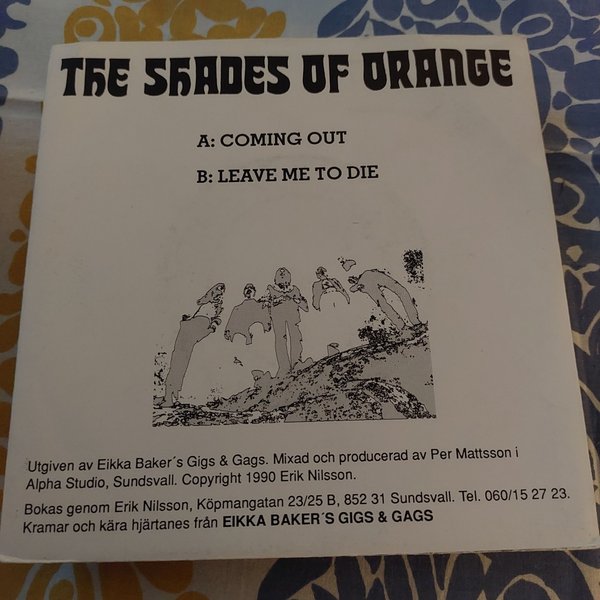 THE SHADES OF ORANGE
A: COMING OUT
B: LEAVE ME TO DIE
Utgiven av Eikka Baker´s Gigs & Gags. Mixad och producerad av Per Mattsson i
Alpha Studio, Sundsvall. Copyright 1990 Erik Nilsson.
Bokas genom Erik Nilsson, Köpmangatan 23/25 B, 852 31 Sundsvall. Tel. 060/15 27 23.
Kramar och kära hjärtanes från EIKKA BAKER´S GIGS & GAGS